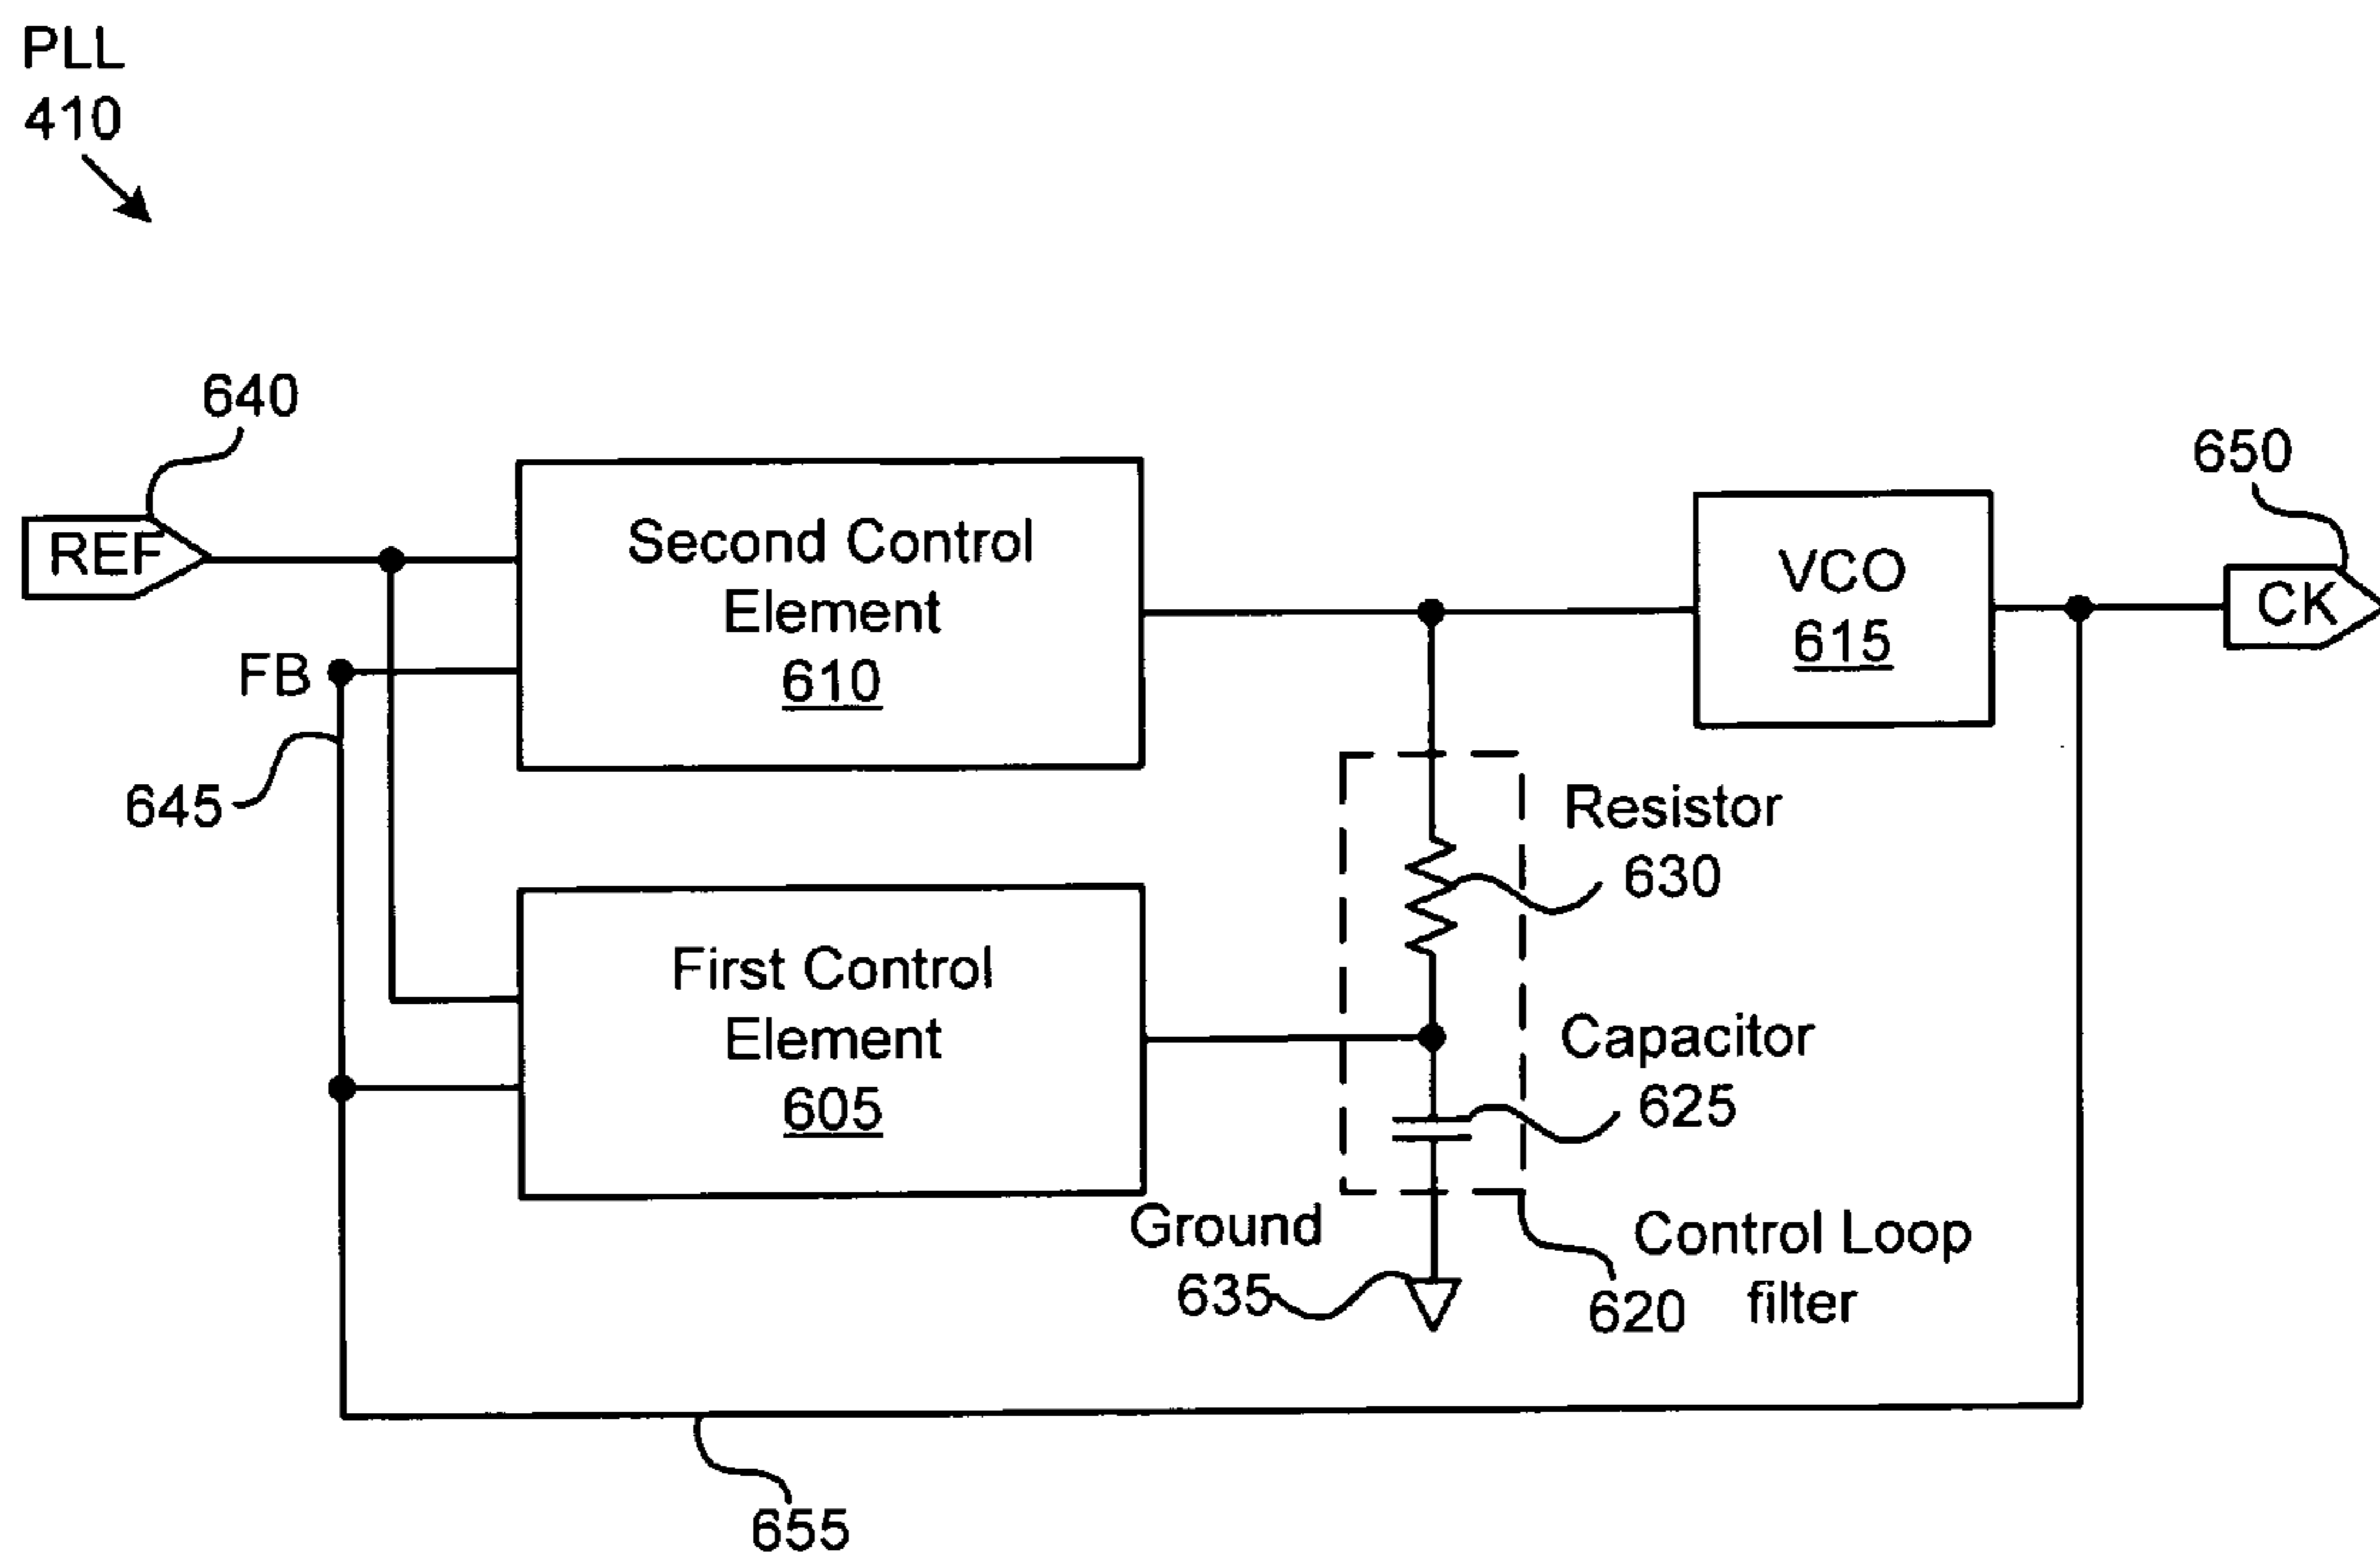 PLL
410
640
650
REF
Second Control
Element
610
VCO
615
CK
FB
645
Resistor
630
First Control
Element
605
Capacitor
625
Ground
635
Control Loop
filter
620
655